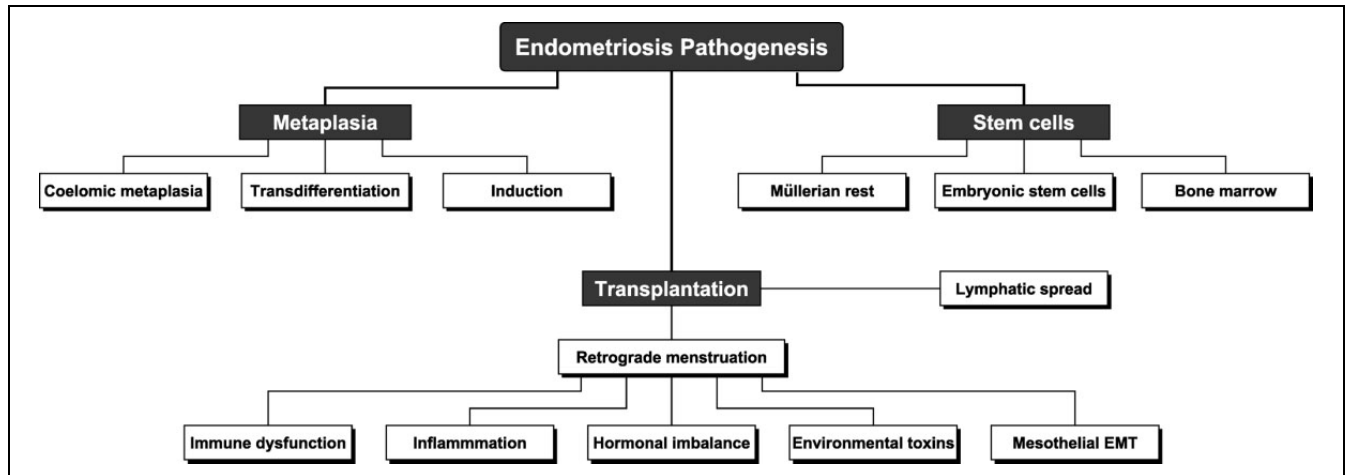 Endometriosis Pathogenesis
Metaplasia
Stem cells
Coelomic metaplasia
Transdifferentiation
Induction
Müllerian rest
Embryonic stem cells
Bone marrow
Transplantation
Lymphatic spread
Retrograde menstruation
Immune dysfunction
Inflammmation
Hormonal imbalance
Environmental toxins
Mesothelial EMT